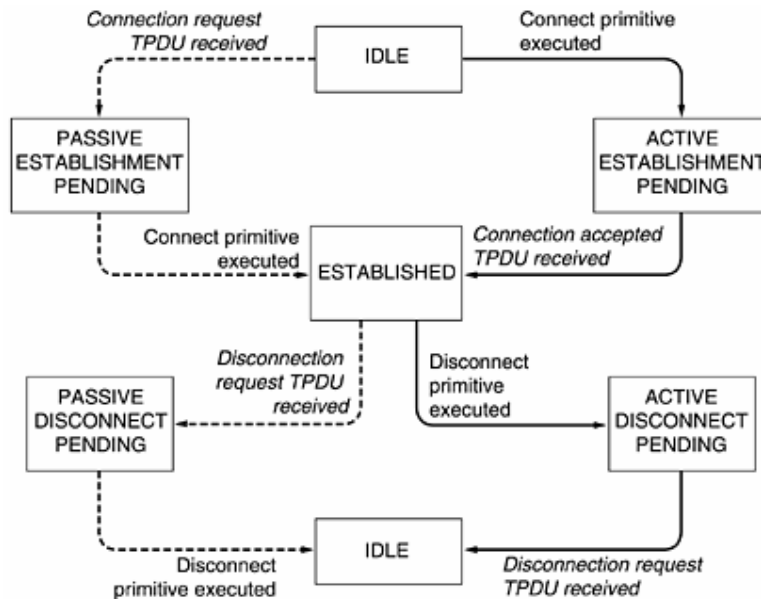 Connection request
TPDU received
IDLE
Connect primitive
executed
PASSIVE
ESTABLISHMENT
PENDING
ACTIVE
ESTABLISHMENT
PENDING
Connect primitive
executed
ESTABLISHED
Connection accepted
TPDU received
Disconnection
request TPDU
received
Disconnect
primitive
executed
PASSIVE
DISCONNECT
PENDING
ACTIVE
DISCONNECT
PENDING
Disconnect
primitive executed
IDLE
Disconnection request
TPDU received